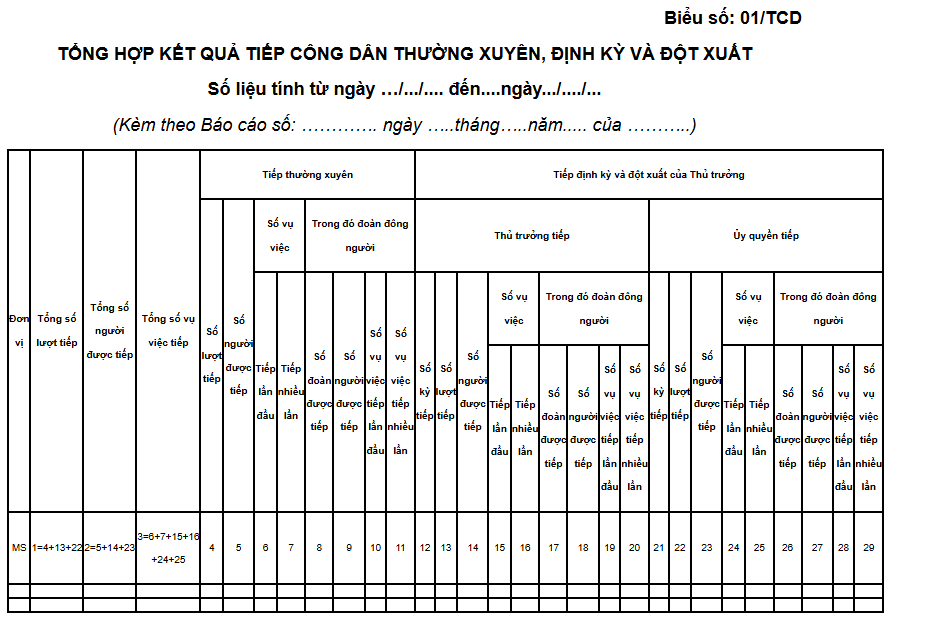 Biểu số: 01/TCD
TỔNG HỢP KẾT QUẢ TIẾP CÔNG DÂN THƯỜNG XUYÊN, ĐỊNH KỲ VÀ ĐỘT XUẤT
Số liệu tính từ ngày …/.../.... đến....ngày.../..../...
(Kèm theo Báo cáo số: …………. ngày …..tháng…..năm..... của ………..)
Đơn vị
Tổng số lượt tiếp
Tổng số người được tiếp
Tổng số vụ việc tiếp
Tiếp thường xuyên
Tiếp định kỳ và đột xuất của Thủ trưởng
Số lượt tiếp
Số người được tiếp
Số vụ việc
Trong đó đoàn đông người
Thủ trưởng tiếp
Ủy quyền tiếp
Tiếp lần đầu
Tiếp nhiều lần
Số đoàn được tiếp
Số người được tiếp
Số vụ việc tiếp lần đầu
Số vụ việc tiếp nhiều lần
Số kỳ tiếp
Số lượt tiếp
Số người được tiếp
Số vụ việc
Trong đó đoàn đông người
Số kỳ tiếp
Số lượt tiếp
Số người được tiếp
Số vụ việc
Trong đó đoàn đông người
Tiếp lần đầu
Tiếp nhiều lần
Số đoàn được tiếp
Số người được tiếp
Số vụ việc tiếp lần đầu
Số vụ việc tiếp nhiều lần
Tiếp lần đầu
Tiếp nhiều lần
Số đoàn được tiếp
Số người được tiếp
Số vụ việc tiếp lần đầu
Số vụ việc tiếp nhiều lần
MS 1=4+13+22 2=5+14+23 3=6+7+15+16+24+25 4 5 6 7 8 9 10 11 12 13 14 15 16 17 18 19 20 21 22 23 24 25 26 27 28 29